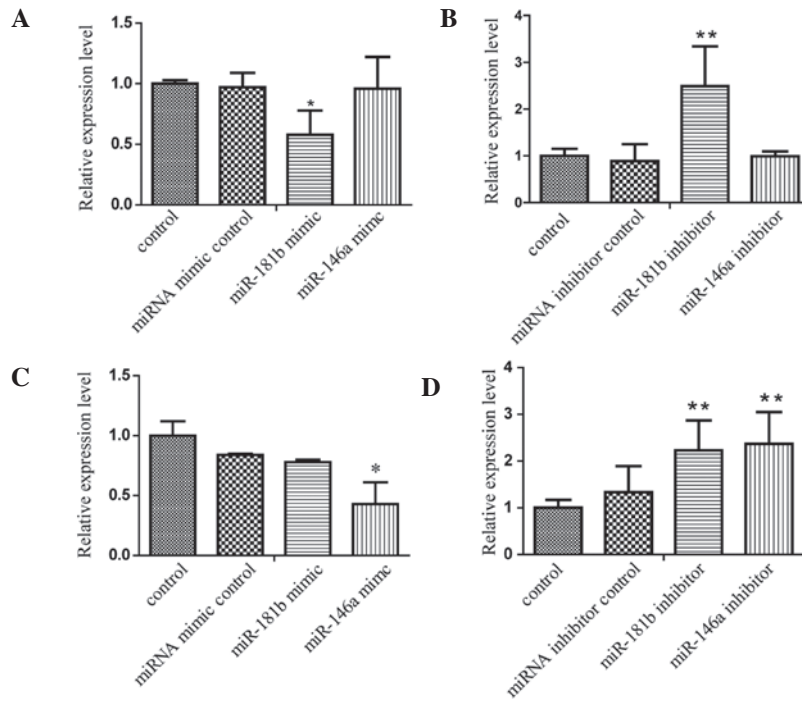 A
Relative expression level
1.5
1.0
0.5
0.0
*
control
miRNA mimic control
miR-181b mimic
miR-146a mimc
B
Relative expression level
4
3
2
1
0
**
control
miRNA inhibitor control
miR-181b inhibitor
miR-146a inhibitor
C
Relative expression level
1.5
1.0
0.5
0.0
*
control
miRNA mimic control
miR-181b mimic
miR-146a mimc
D
Relative expression level
4
3
2
1
0
**
**
control
miRNA inhibitor control
miR-181b inhibitor
miR-146a inhibitor